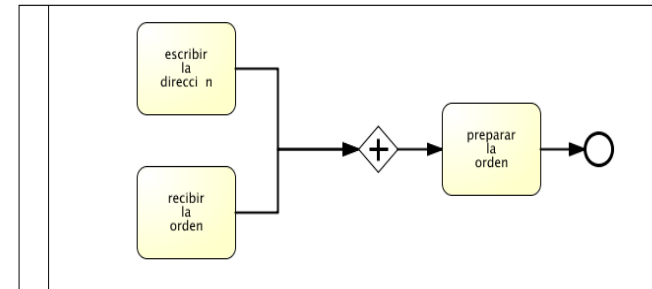 escribir
la
direcci n
recibir
la
orden
preparar
la
orden